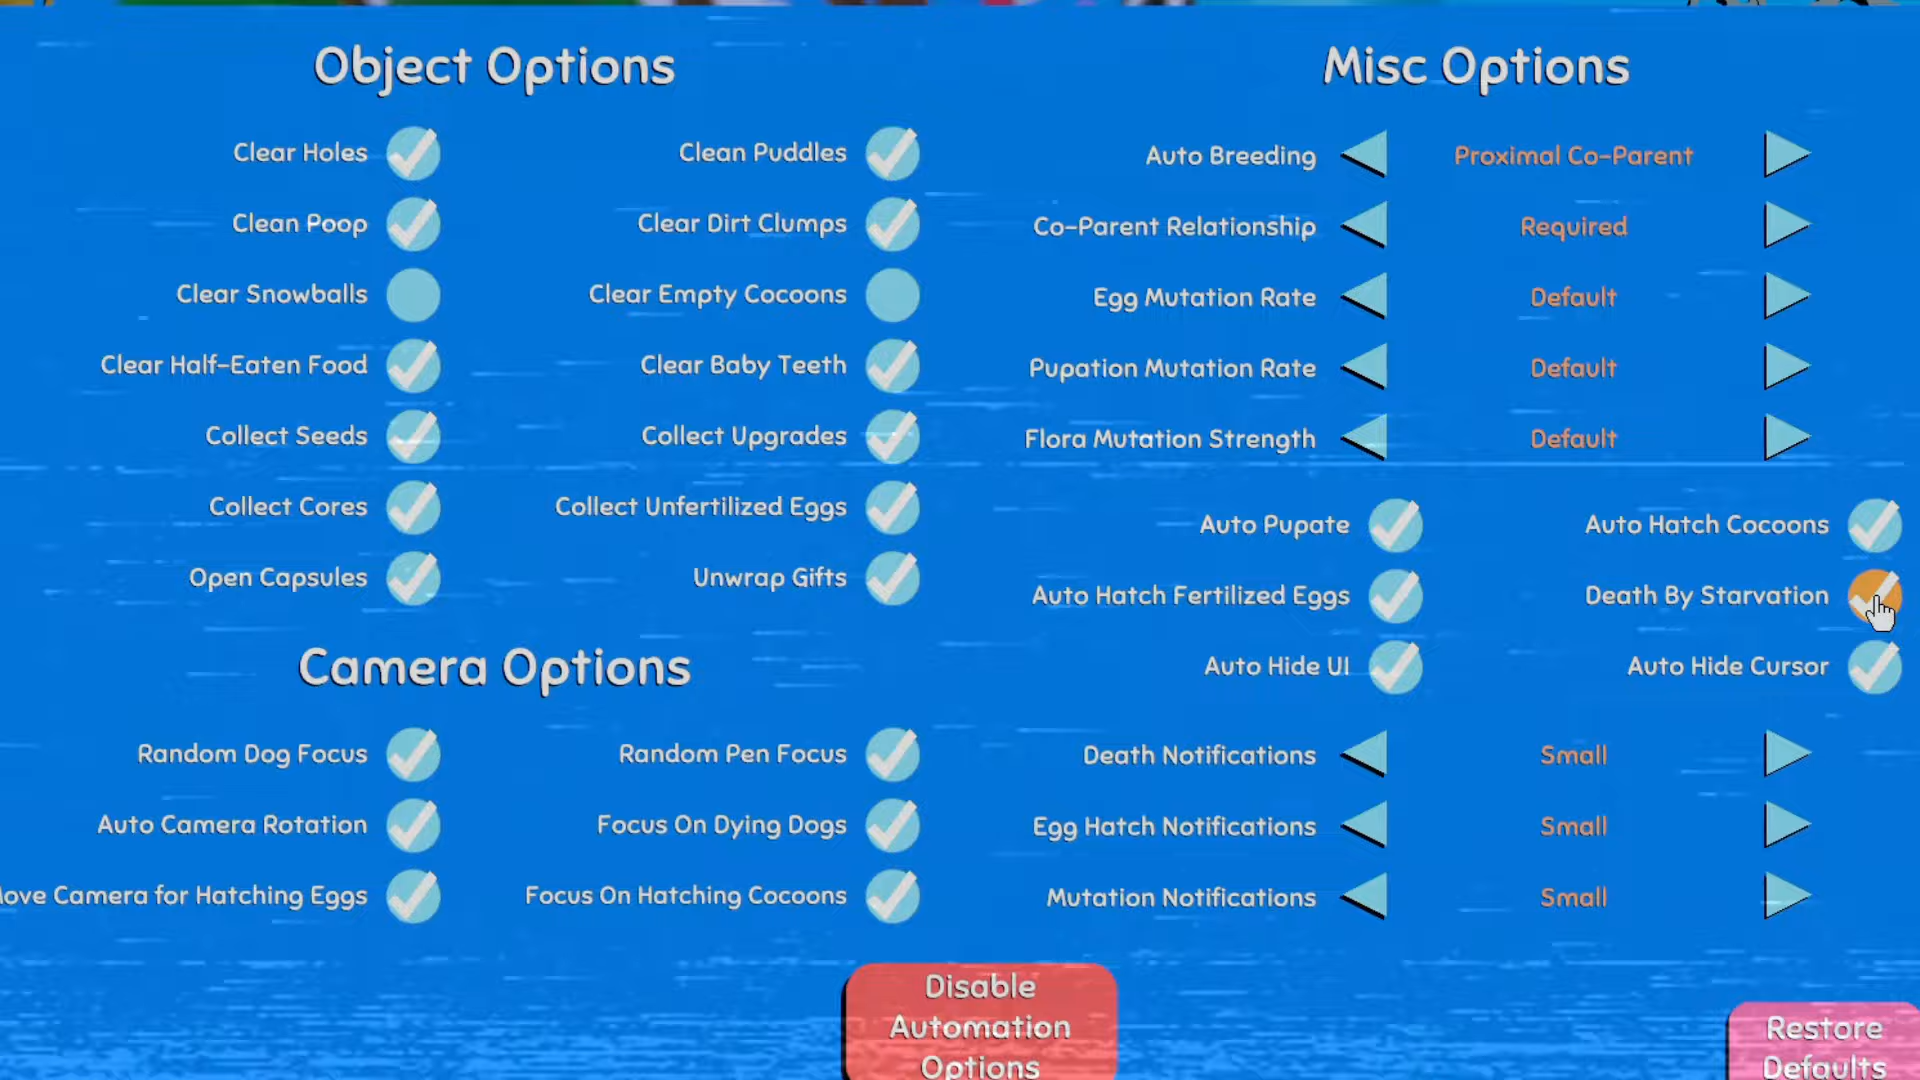 Object Options
Clear Holes
Clean Puddles
Clean Poop
Clear Dirt Clumps
Clear Snowballs
Clear Empty Cocoons
Clear Half-Eaten Food
Clear Baby Teeth
Collect Seeds
Collect Upgrades
Collect Cores
Collect Unfertilized Eggs
Open Capsules
Unwrap Gifts
Camera Options
Random Dog Focus
Random Pen Focus
Auto Camera Rotation
Focus On Dying Dogs
ove Camera for Hatching Eggs
Focus On Hatching Cocoons
Misc Options
Auto Breeding Proximal Co-Parent
Co-Parent Relationship Required
Egg Mutation Rate Default
Pupation Mutation Rate Default
Flora Mutation Strength Default
Auto Pupate
Auto Hatch Cocoons
Auto Hatch Fertilized Eggs
Death By Starvation
Auto Hide UI
Auto Hide Cursor
Death Notifications Small
Egg Hatch Notifications Small
Mutation Notifications Small
Disable
Automation
Options
Restore
Defaults